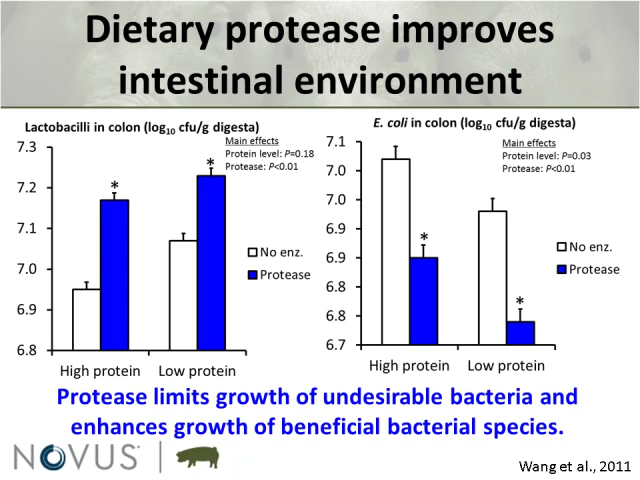 Dietary protease improves
intestinal environment
Lactobacilli in colon (log10 cfu/g digesta)
Main effects
Protein level: P=0.18
Protease: P<0.01
7.3
7.2
7.1
7.0
6.9
6.8
*
*
High protein
Low protein
No enz.
Protease
E. coli in colon (log10 cfu/g digesta)
Main effects
Protein level: P=0.03
Protease: P<0.01
7.1
7.0
6.9
6.9
6.8
6.8
6.7
*
*
High protein
Low protein
No enz.
Protease
Protease limits growth of undesirable bacteria and
enhances growth of beneficial bacterial species.
NOVUS
Wang et al., 2011